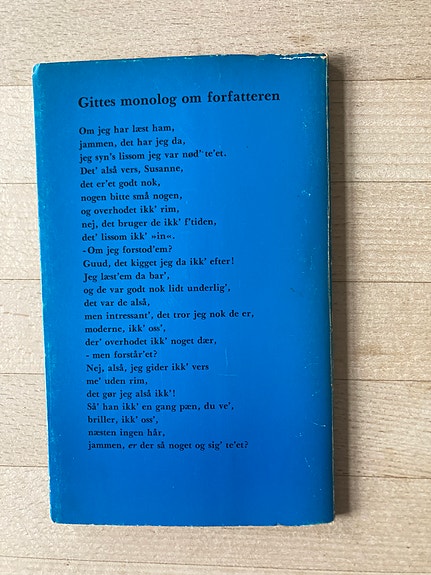 Gittes monolog om forfatteren
Om jeg har læst ham,
jammen, det har jeg da,
jeg syn's lissom jeg var nød' te'et.
Det' alså vers, Susanne,
det er'et godt nok,
nogen bitte små nogen,
og overhodet ikk' rim,
nej, det bruger de ikk' f'tiden,
det' lissom ikk' »in«.
- Om jeg forstod'em?
Guud, det kigget jeg da ikk' efter!
Jeg læst'em da bar',
og de var godt nok lidt underlig',
det var de alså,
men intressant', det tror jeg nok de er,
moderne, ikk' oss',
der' overhodet ikk' noget dær,
- men forstår'et?
Nej, alså, jeg gider ikk' vers
me' uden rim,
det gør jeg alså ikk'!
Så' han ikk' en gang pæn, du ve',
briller, ikk' oss',
næsten ingen hår,
jammen, er der så noget og sig' te'et?